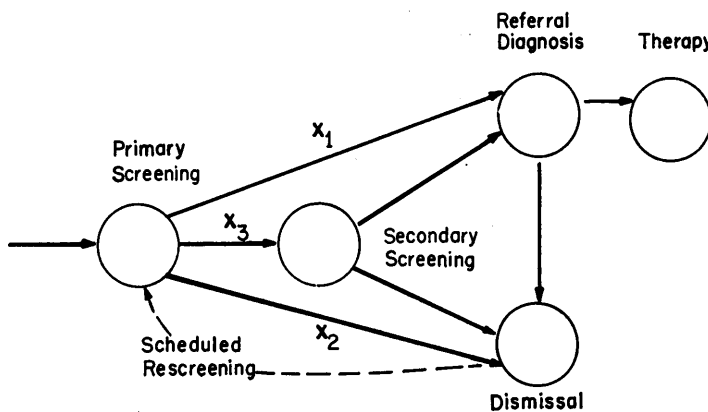 Referral
Diagnosis
Therapy
x1
Primary
Screening
x3
Secondary
Screening
x2
Scheduled
Rescreening
Dismissal